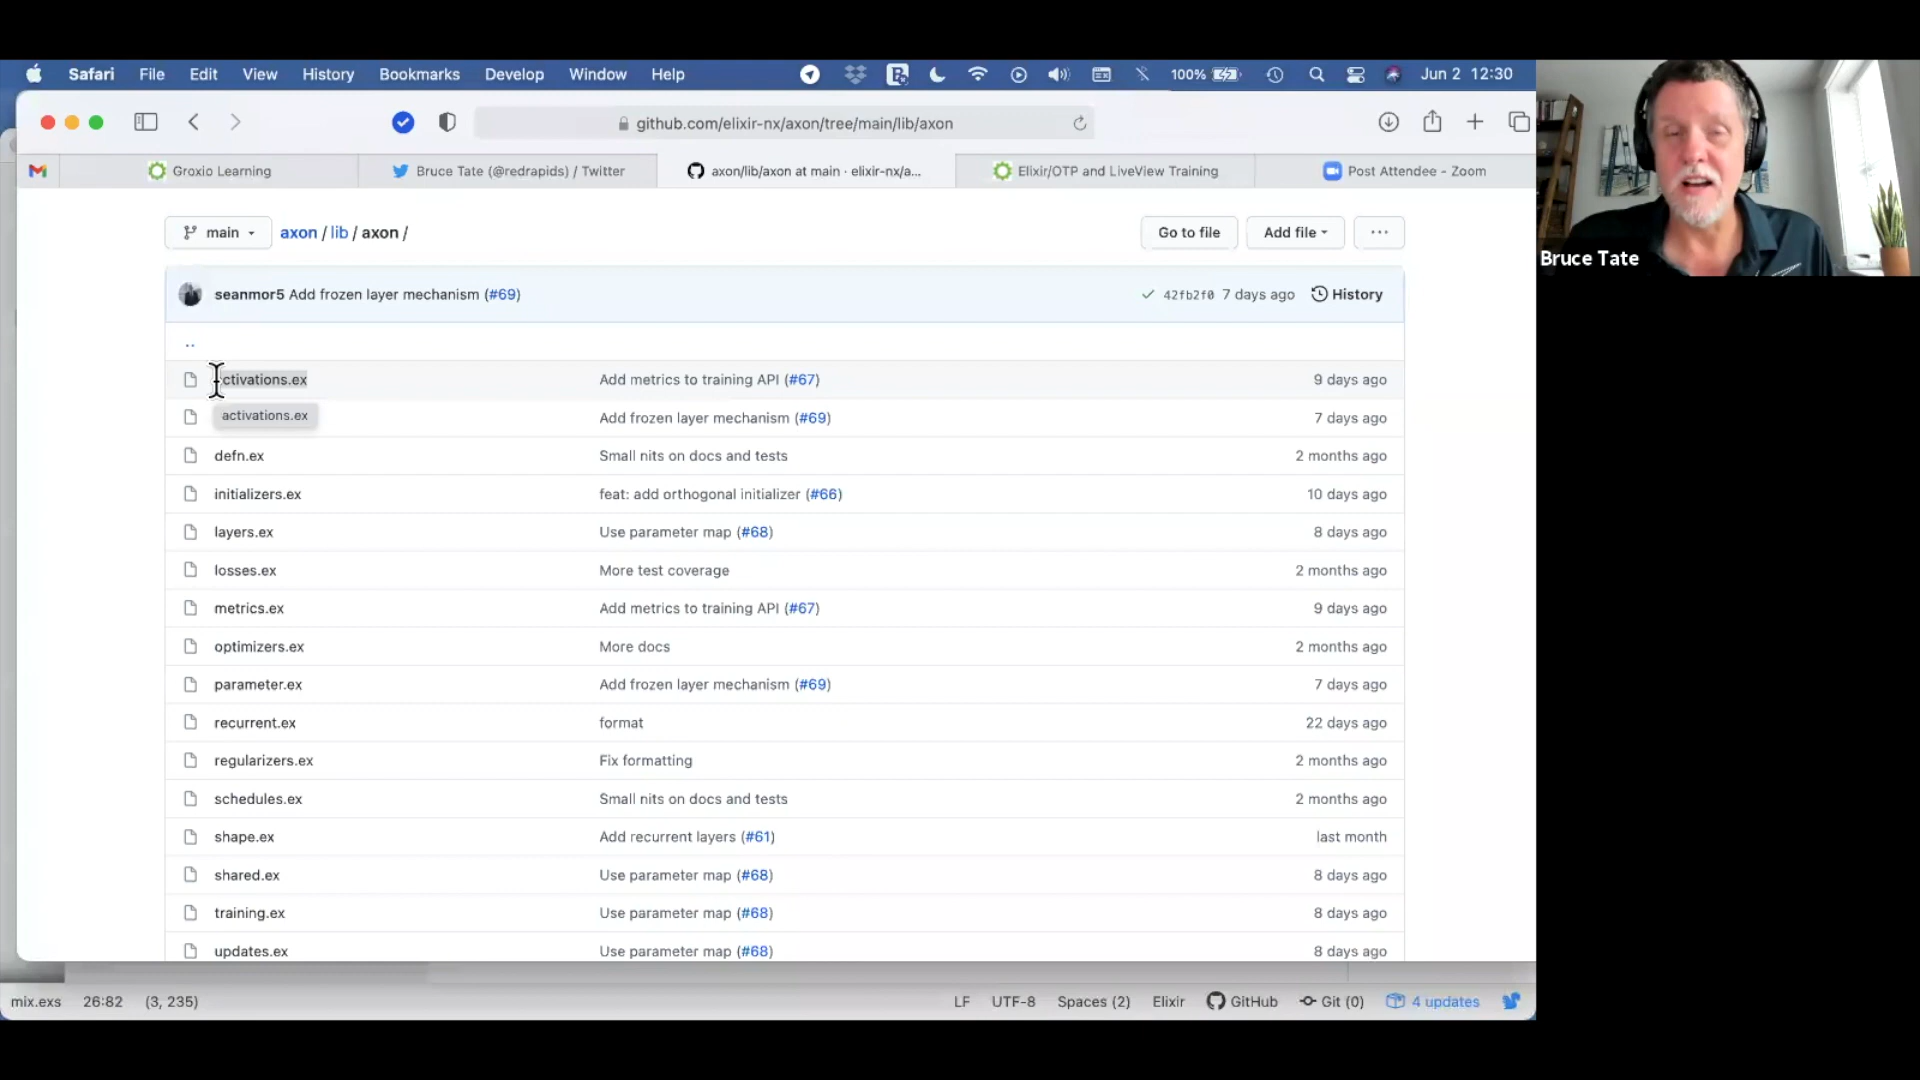 Safari File Edit View History Bookmarks Develop Window Help 100% Jun 2 12:30
github.com/elixir-nx/axon/tree/main/lib/axon
Groxio Learning
Bruce Tate (@redrapids) / Twitter
axon/lib/axon at main · elixir-nx/a...
Elixir/OTP and LiveView Training
Post Attendee - Zoom
Bruce Tate
main axon / lib / axon / Go to file Add file ···
seanmor5 Add frozen layer mechanism (#69) 42fb2f0 7 days ago History
..
activations.ex Add metrics to training API (#67) 9 days ago
activations.ex Add frozen layer mechanism (#69) 7 days ago
defn.ex Small nits on docs and tests 2 months ago
initializers.ex feat: add orthogonal initializer (#66) 10 days ago
layers.ex Use parameter map (#68) 8 days ago
losses.ex More test coverage 2 months ago
metrics.ex Add metrics to training API (#67) 9 days ago
optimizers.ex More docs 2 months ago
parameter.ex Add frozen layer mechanism (#69) 7 days ago
recurrent.ex format 22 days ago
regularizers.ex Fix formatting 2 months ago
schedules.ex Small nits on docs and tests 2 months ago
shape.ex Add recurrent layers (#61) last month
shared.ex Use parameter map (#68) 8 days ago
training.ex Use parameter map (#68) 8 days ago
updates.ex Use parameter map (#68) 8 days ago
mix.exs 26:82 (3, 235) LF UTF-8 Spaces (2) Elixir GitHub Git (0) 4 updates